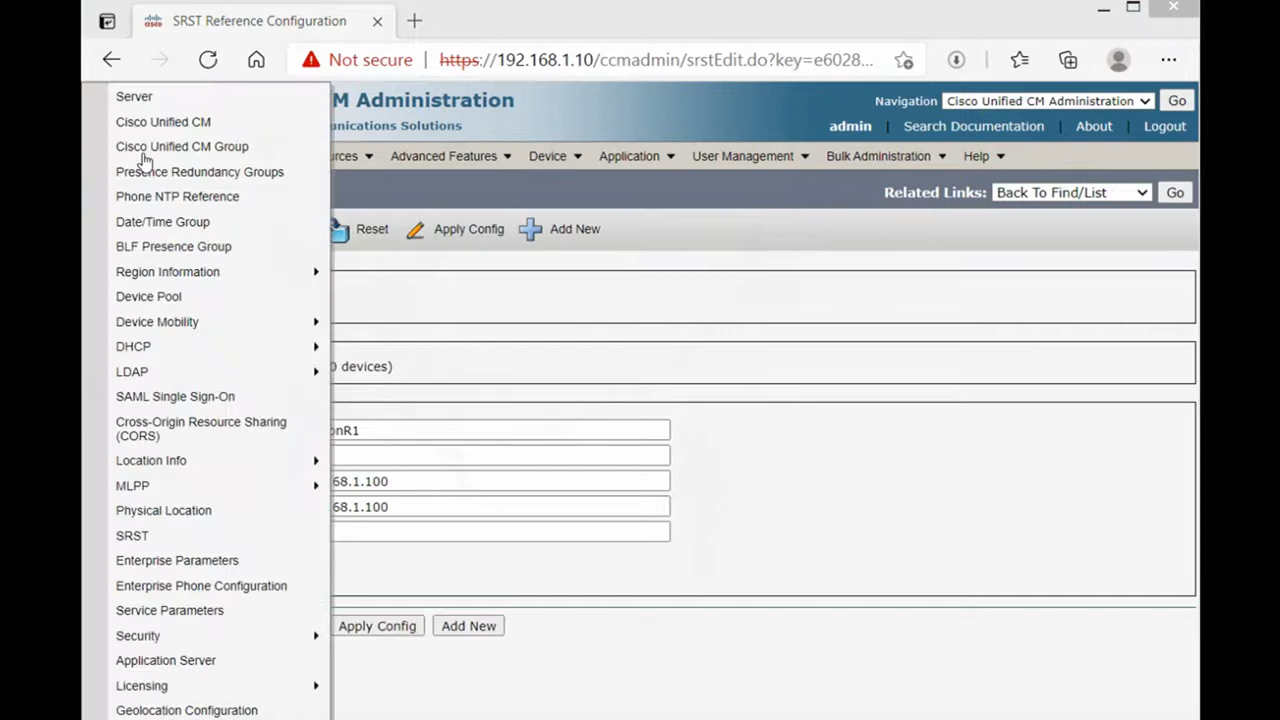 SRST Reference Configuration
Not secure
https://192.168.1.10/ccmadmin/srstEdit.do?key=e6028...
M Administration
Navigation Cisco Unified CM Administration Go
nunications Solutions
admin Search Documentation About Logout
urces Advanced Features Device Application User Management Bulk Administration Help
Related Links: Back To Find/List Go
Reset Apply Config Add New
Server
Cisco Unified CM
Cisco Unified CM Group
Presence Redundancy Groups
Phone NTP Reference
Date/Time Group
BLF Presence Group
Region Information
Device Pool
Device Mobility
DHCP
LDAP
SAML Single Sign-On
Cross-Origin Resource Sharing
(CORS)
Location Info
MLPP
Physical Location
SRST
Enterprise Parameters
Enterprise Phone Configuration
Service Parameters
Security
Application Server
Licensing
Geolocation Configuration
0 devices)
onR1
68.1.100
68.1.100
Apply Config Add New